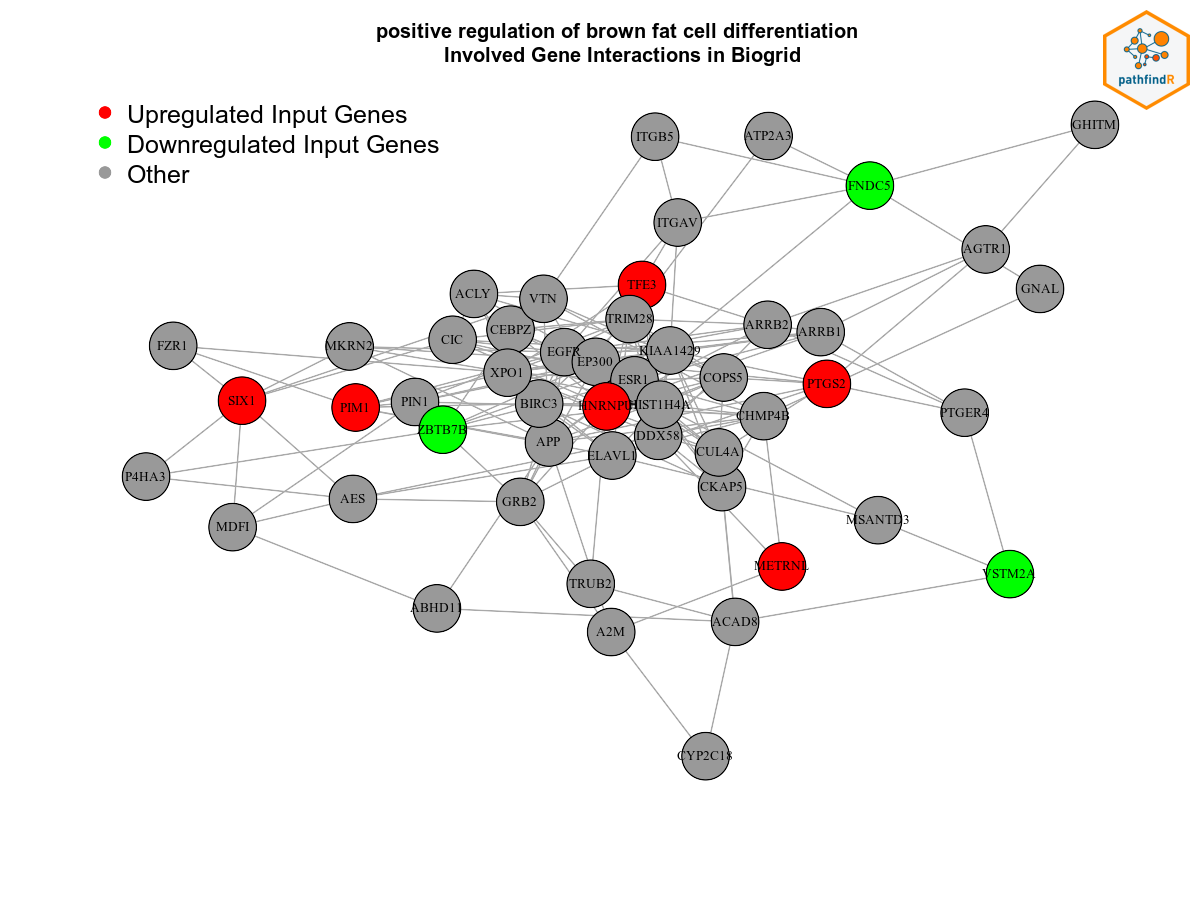 positive regulation of brown fat cell differentiation
Involved Gene Interactions in Biogrid
pathfindR
Upregulated Input Genes
Downregulated Input Genes
Other
ITGB5
ATP2A3
GHITM
FNDC5
ITGAV
AGTR1
GNAL
TFE3
ACLY
VTN
TRIM28
CEBPZ
ARRB2
ARRB1
CIC
FZR1
MKRN2
EGFR
KIAA1429
EP300
XPO1
ESR1
COPS5
PTGS2
SIX1
PIM1
PIN1
BIRC3
HIST1H4A
CHMP4B
PTGER4
ZBTB7B
APP
DDX58
ELAVL1
CUL4A
P4HA3
CKAP5
AES
GRB2
MSANTD3
MDFI
METRNL
VSTM2A
TRUB2
ABHD11
A2M
ACAD8
CYP2C18